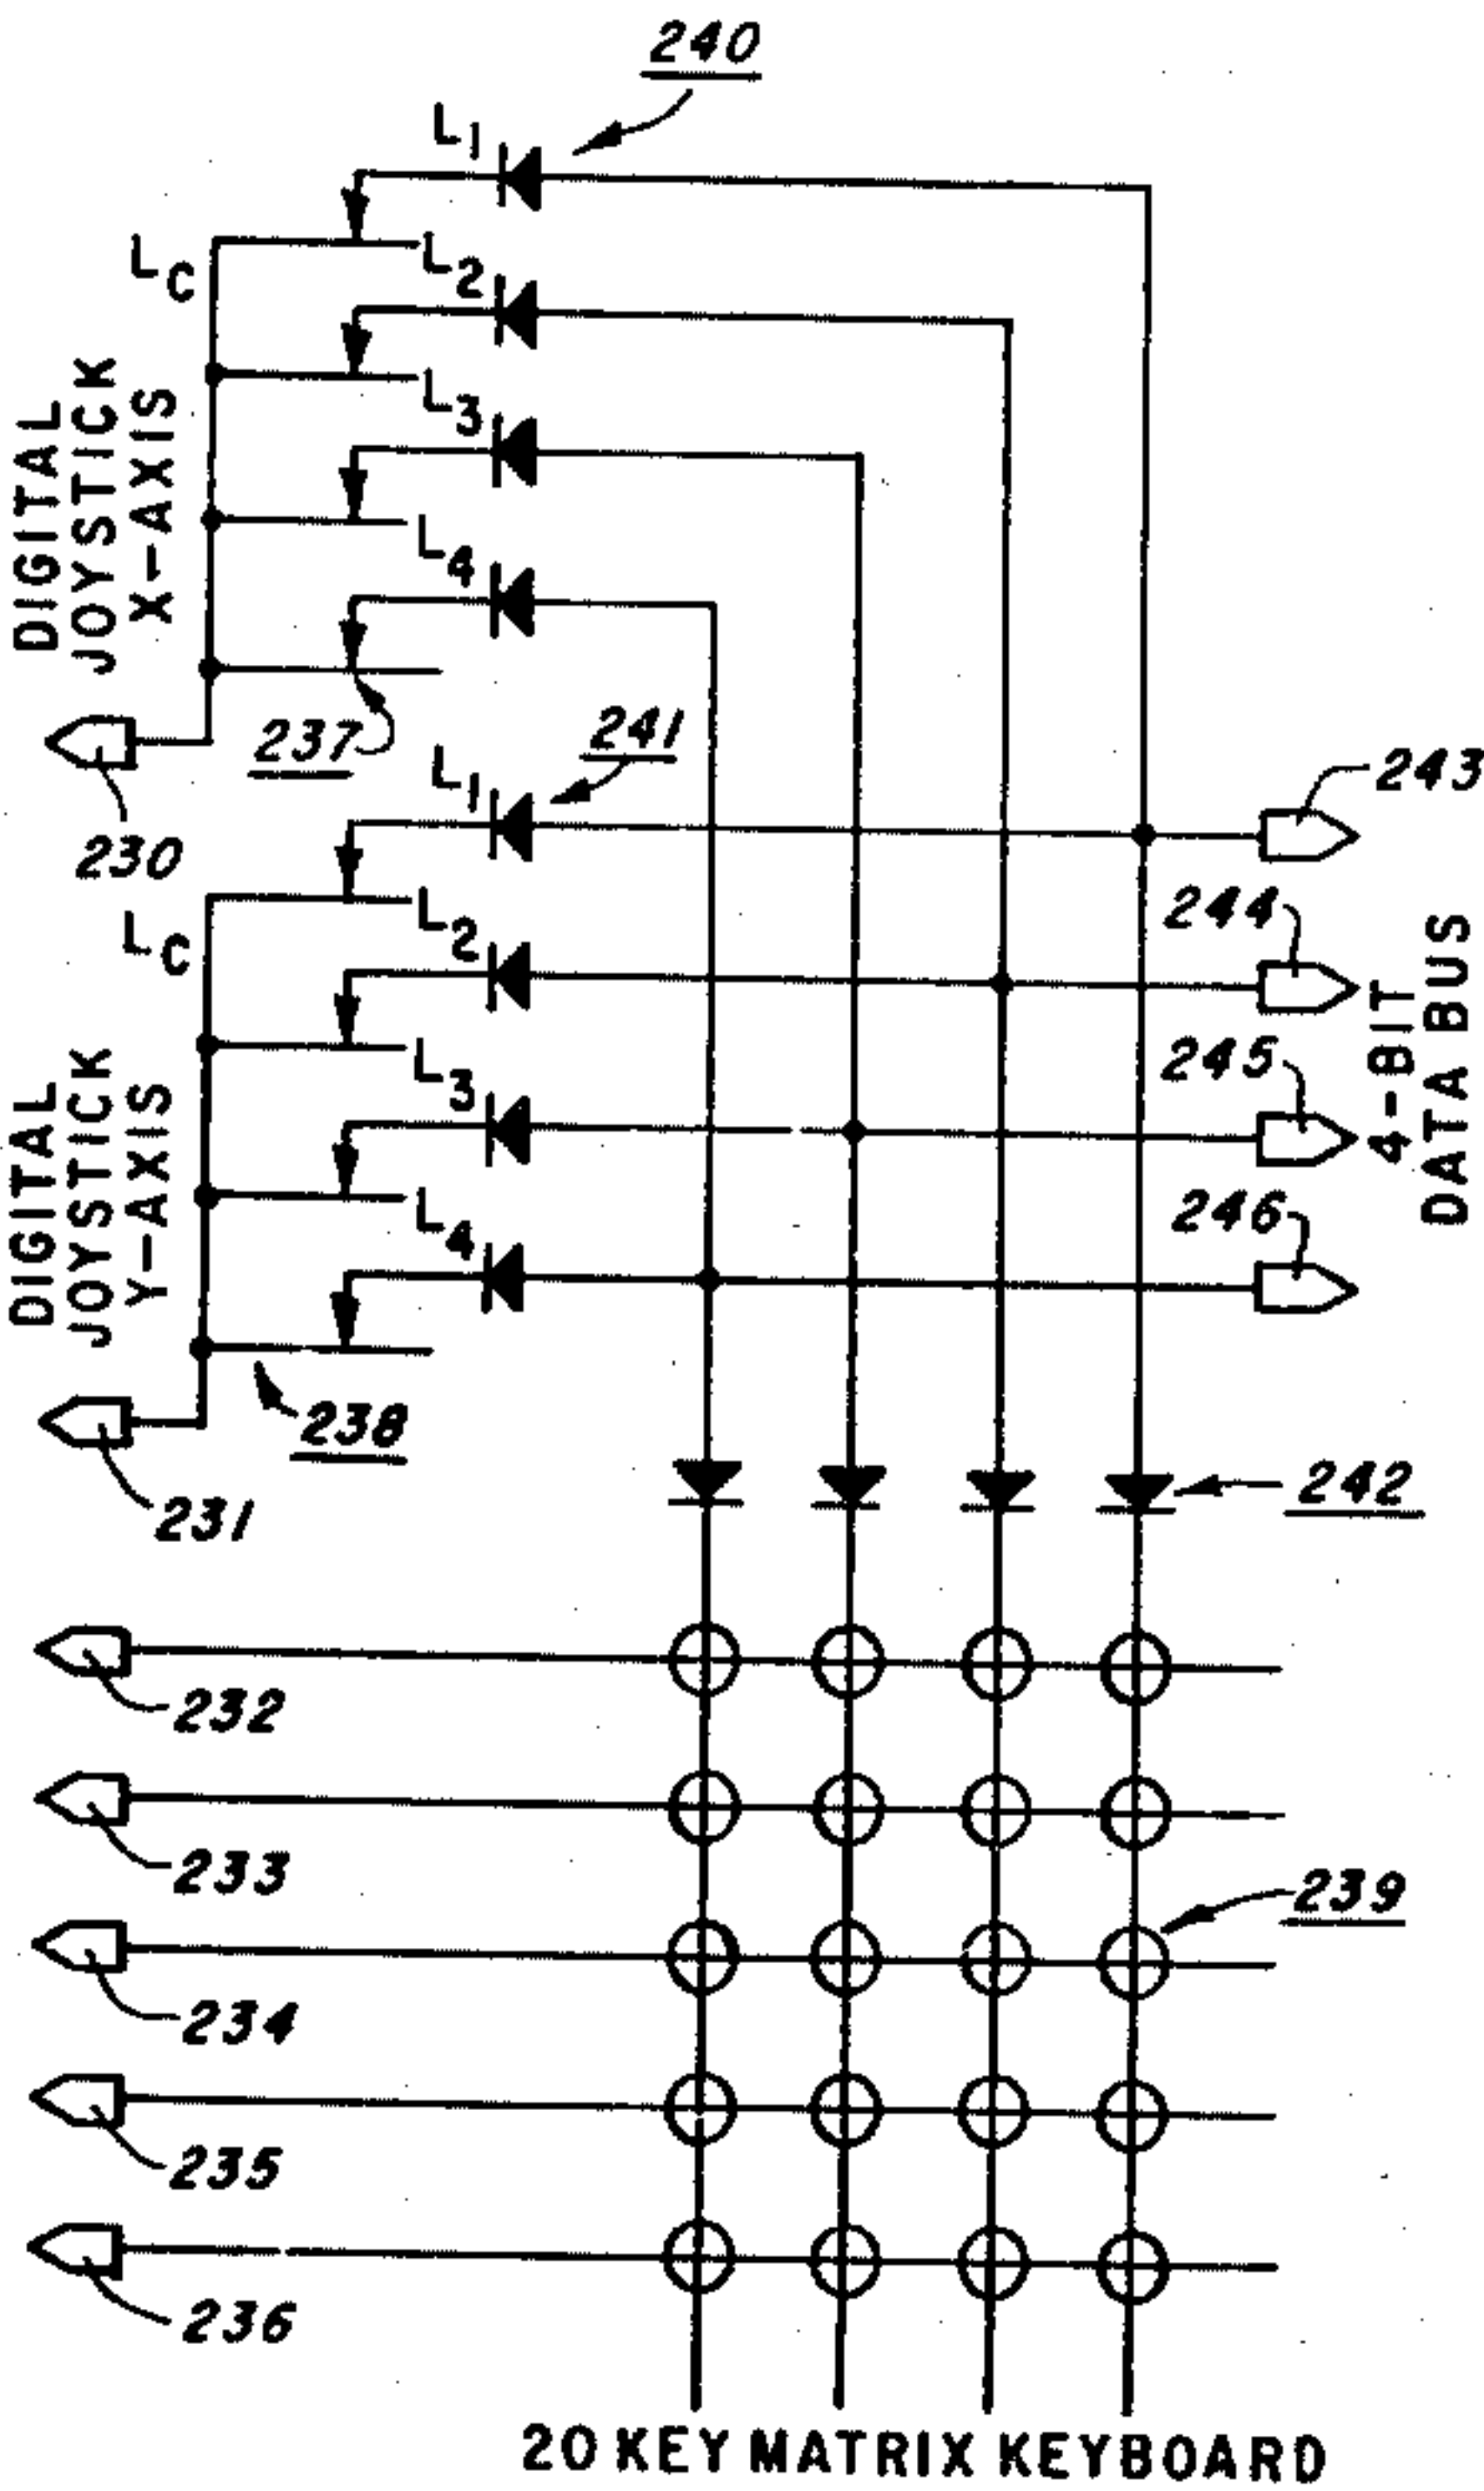 240
L1
LC
L2
L3
L4
DIGITAL
JOYSTICK
X-AXIS
237
230
241
L1
LC
L2
L3
L4
DIGITAL
JOYSTICK
Y-AXIS
238
231
243
244
245
246
4-BIT
DATA BUS
242
232
233
239
234
235
236
20 KEY MATRIX KEYBOARD